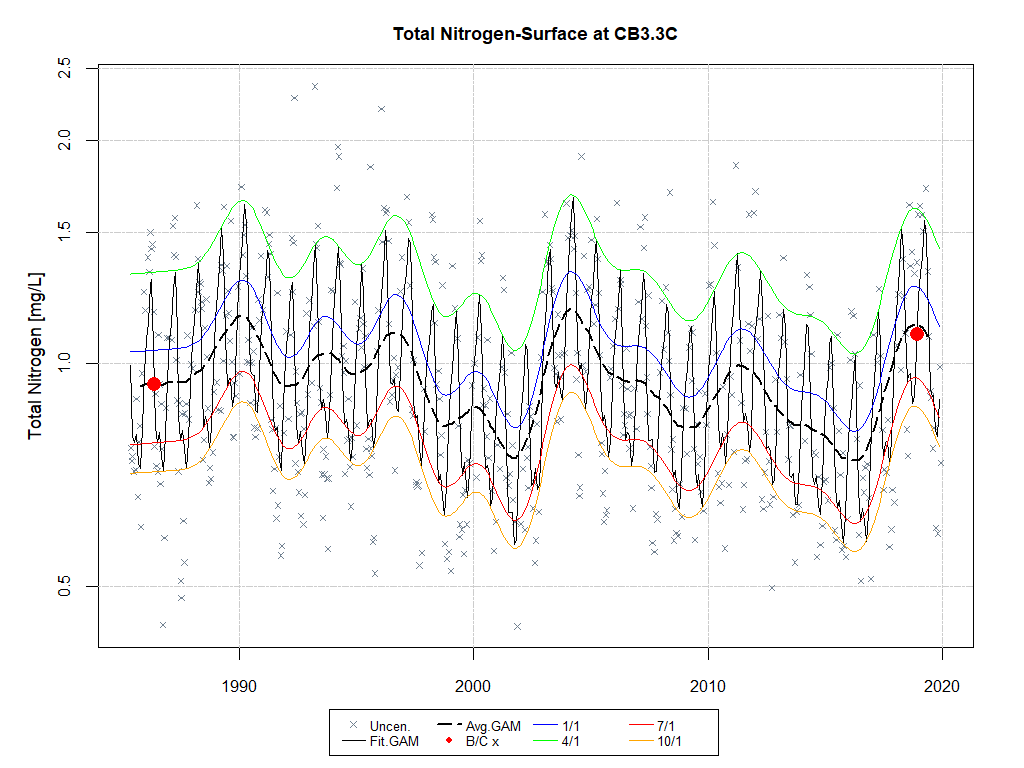 Total Nitrogen-Surface at CB3.3C
Total Nitrogen [mg/L]
2.5
2.0
1.5
1.0
0.5
1990 2000 2010 2020
Uncen. Avg.GAM 1/1 7/1
Fit.GAM B/C x 4/1 10/1